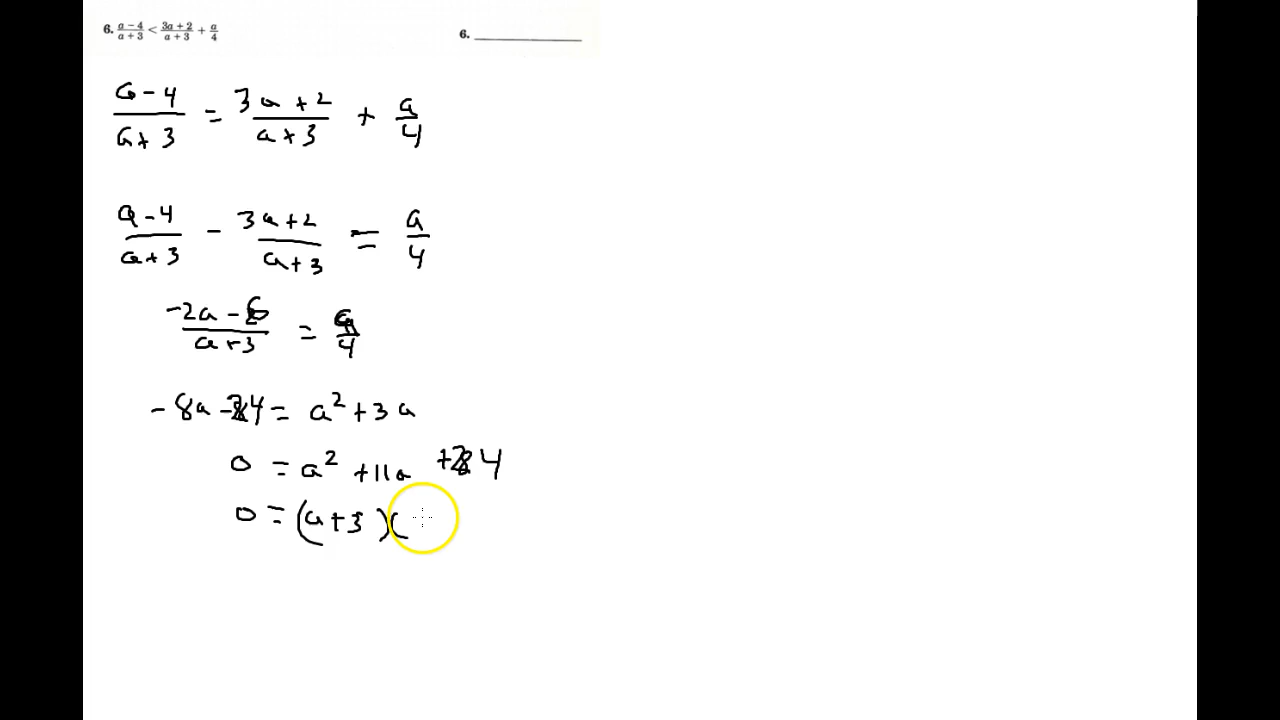 6. (a − 4)/(a + 3) < (3a + 2)/(a + 3) + a/4
6. ____________
(a − 4)/(a + 3) = (3a + 2)/(a + 3) + a/4
(a − 4)/(a + 3) − (3a + 2)/(a + 3) = a/4
(−2a − 6)/(a + 3) = a/4
−8a − 24 = a² + 3a
0 = a² + 11a + 24
0 = (a + 3)(